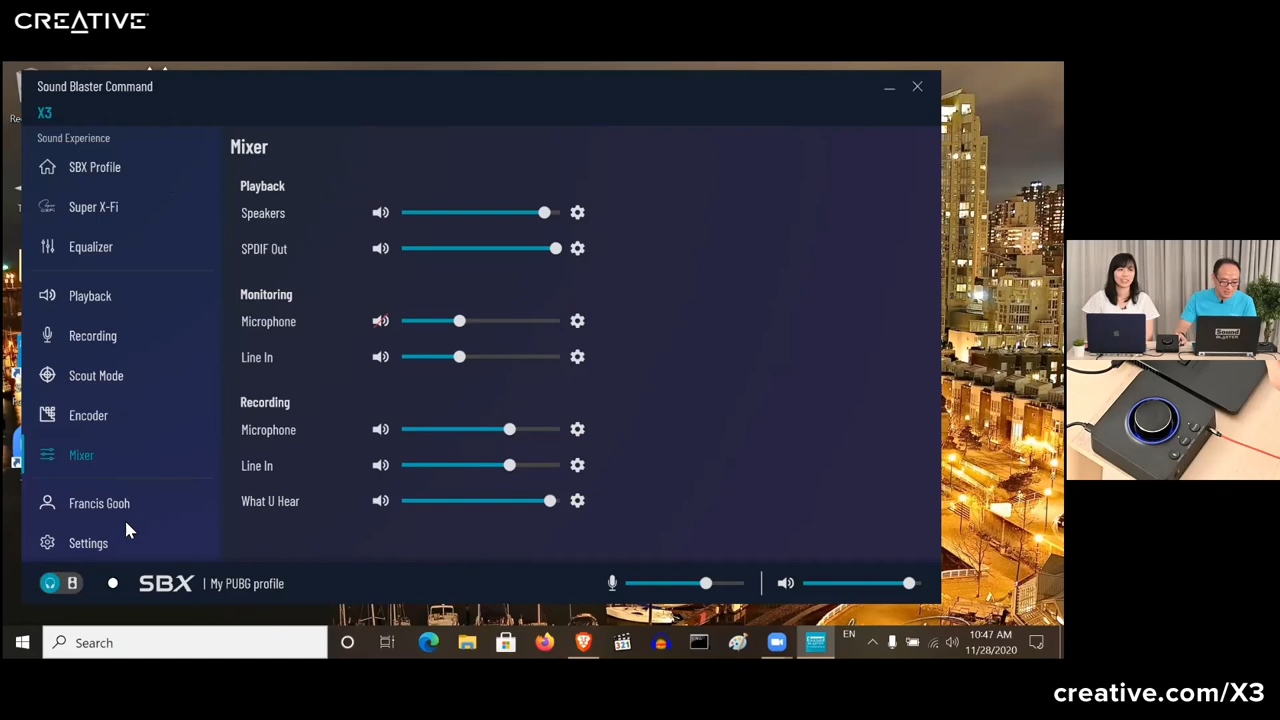 CREATIVE
Sound Blaster Command
X3
Sound Experience
SBX Profile
Super X-Fi
Equalizer
Playback
Recording
Scout Mode
Encoder
Mixer
Francis Gooh
Settings
Mixer
Playback
Speakers
SPDIF Out
Monitoring
Microphone
Line In
Recording
Microphone
Line In
What U Hear
SBX | My PUBG profile
Search
EN
10:47 AM
11/28/2020
Sound
BLASTER
creative.com/X3